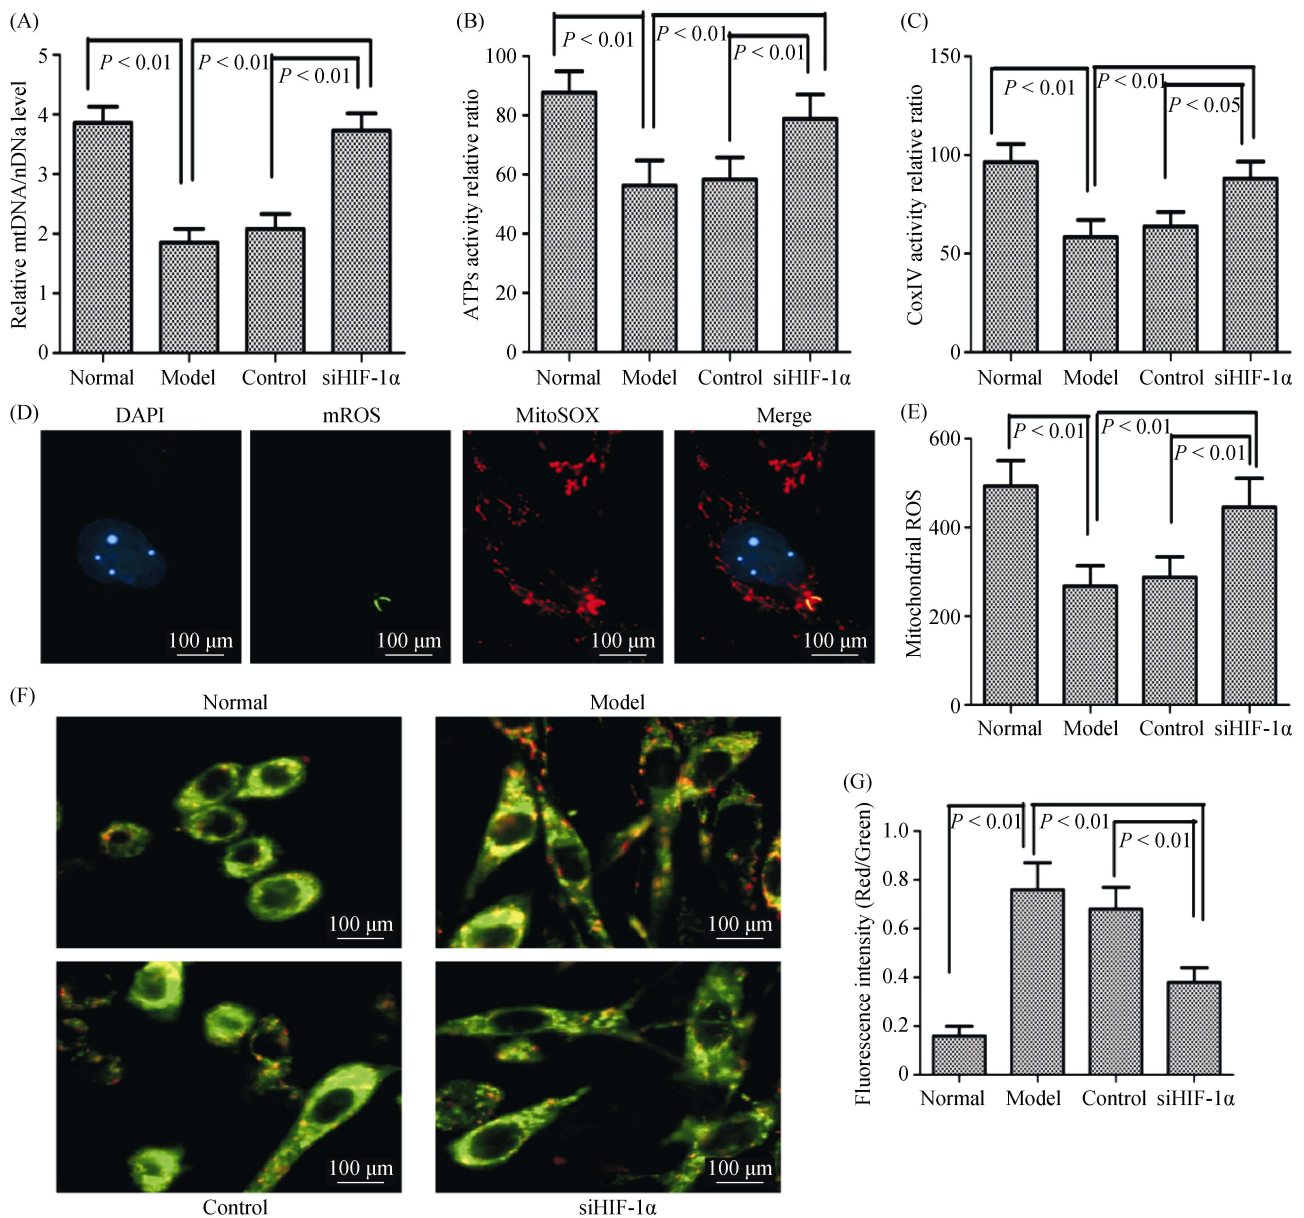 (A)
Relative mtDNA/nDNa level
5
4
3
2
1
0
P < 0.01
P < 0.01
P < 0.01
Normal
Model
Control
siHIF-1α
(B)
ATPs activity relative ratio
100
80
60
40
20
0
P < 0.01
P < 0.01
P < 0.01
Normal
Model
Control
siHIF-1α
(C)
CoxIV activity relative ratio
150
100
50
0
P < 0.01
P < 0.01
P < 0.05
Normal
Model
Control
siHIF-1α
(D)
DAPI
mROS
MitoSOX
Merge
100 μm
100 μm
100 μm
100 μm
(E)
Mitochondrial ROS
600
400
200
0
P < 0.01
P < 0.01
P < 0.01
Normal
Model
Control
siHIF-1α
(F)
Normal
Model
100 μm
100 μm
100 μm
100 μm
Control
siHIF-1α
(G)
Fluorescence intensity (Red/Green)
1.0
0.8
0.6
0.4
0.2
0
P < 0.01
P < 0.01
P < 0.01
Normal
Model
Control
siHIF-1α